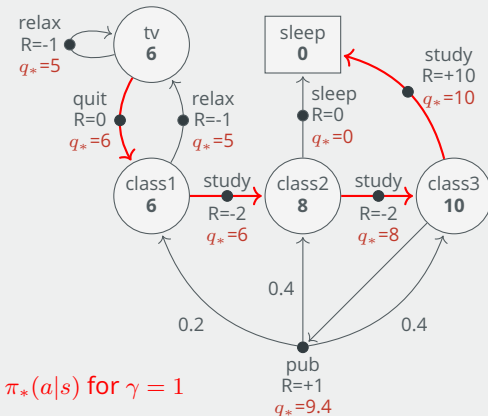 relax
R=-1
q*=5
tv
6
sleep
0
study
R=+10
q*=10
quit
R=0
q*=6
relax
R=-1
q*=5
sleep
R=0
q*=0
class1
6
study
R=-2
q*=6
class2
8
study
R=-2
q*=8
class3
10
0.2
0.4
0.4
pub
R=+1
q*=9.4
π*(a|s) for γ = 1